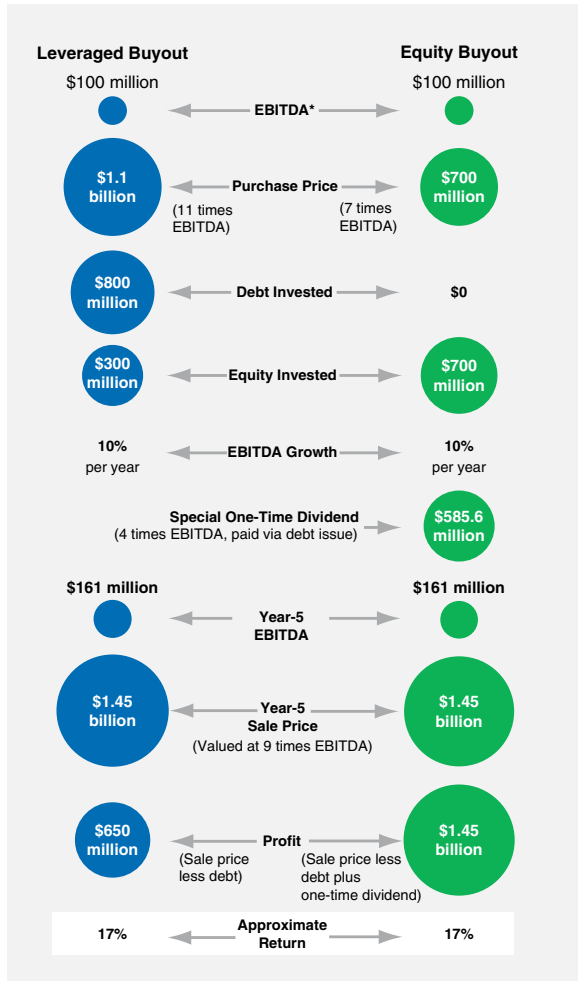 Leveraged Buyout
Equity Buyout
$100 million
$100 million
EBITDA*
$1.1
billion
Purchase Price
$700
million
(11 times
EBITDA)
(7 times
EBITDA)
$800
million
Debt Invested
$0
$300
million
Equity Invested
$700
million
10%
per year
EBITDA Growth
10%
per year
Special One-Time Dividend
(4 times EBITDA, paid via debt issue)
$585.6
million
$161 million
$161 million
Year-5
EBITDA
$1.45
billion
Year-5
Sale Price
(Valued at 9 times EBITDA)
$1.45
billion
$650
million
Profit
(Sale price
less debt)
(Sale price less
debt plus
one-time dividend)
$1.45
billion
17%
Approximate
Return
17%